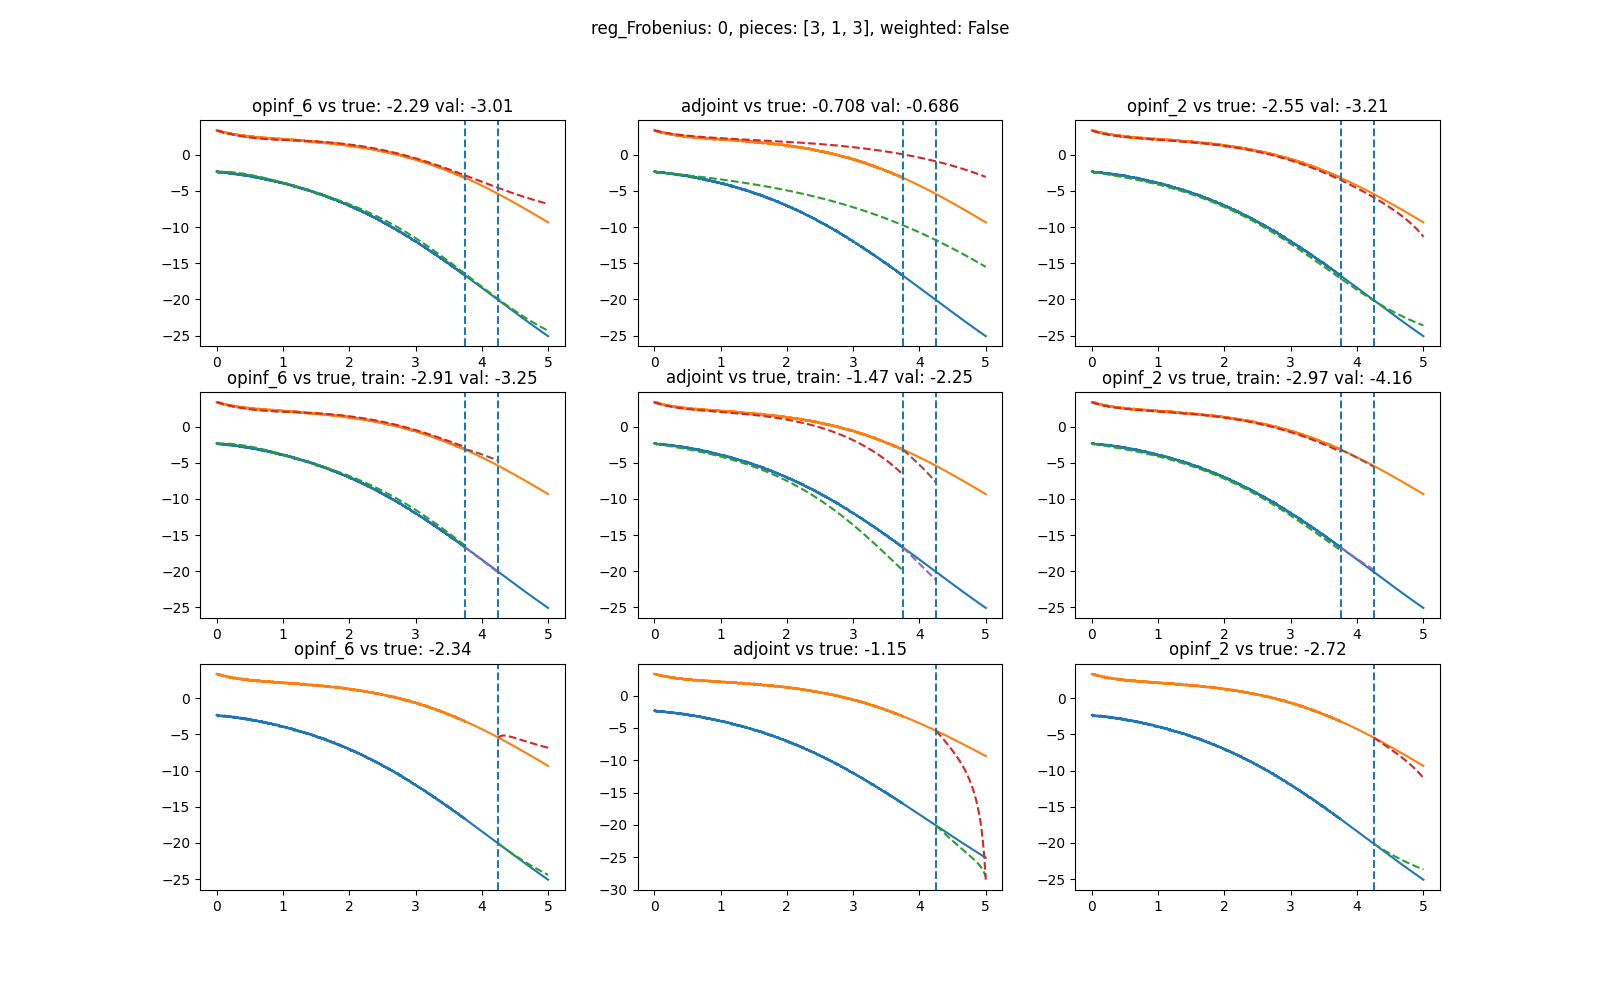 reg_Frobenius: 0, pieces: [3, 1, 3], weighted: False
opinf_6 vs true: -2.29 val: -3.01
adjoint vs true: -0.708 val: -0.686
opinf_2 vs true: -2.55 val: -3.21
0
−5
−10
−15
−20
−25
0 1 2 3 4 5
0
−5
−10
−15
−20
−25
0 1 2 3 4 5
0
−5
−10
−15
−20
−25
0 1 2 3 4 5
opinf_6 vs true, train: -2.91 val: -3.25
adjoint vs true, train: -1.47 val: -2.25
opinf_2 vs true, train: -2.97 val: -4.16
0
−5
−10
−15
−20
−25
0 1 2 3 4 5
0
−5
−10
−15
−20
−25
0 1 2 3 4 5
0
−5
−10
−15
−20
−25
0 1 2 3 4 5
opinf_6 vs true: -2.34
adjoint vs true: -1.15
opinf_2 vs true: -2.72
0
−5
−10
−15
−20
−25
0 1 2 3 4 5
0
−5
−10
−15
−20
−25
−30
0 1 2 3 4 5
0
−5
−10
−15
−20
−25
0 1 2 3 4 5